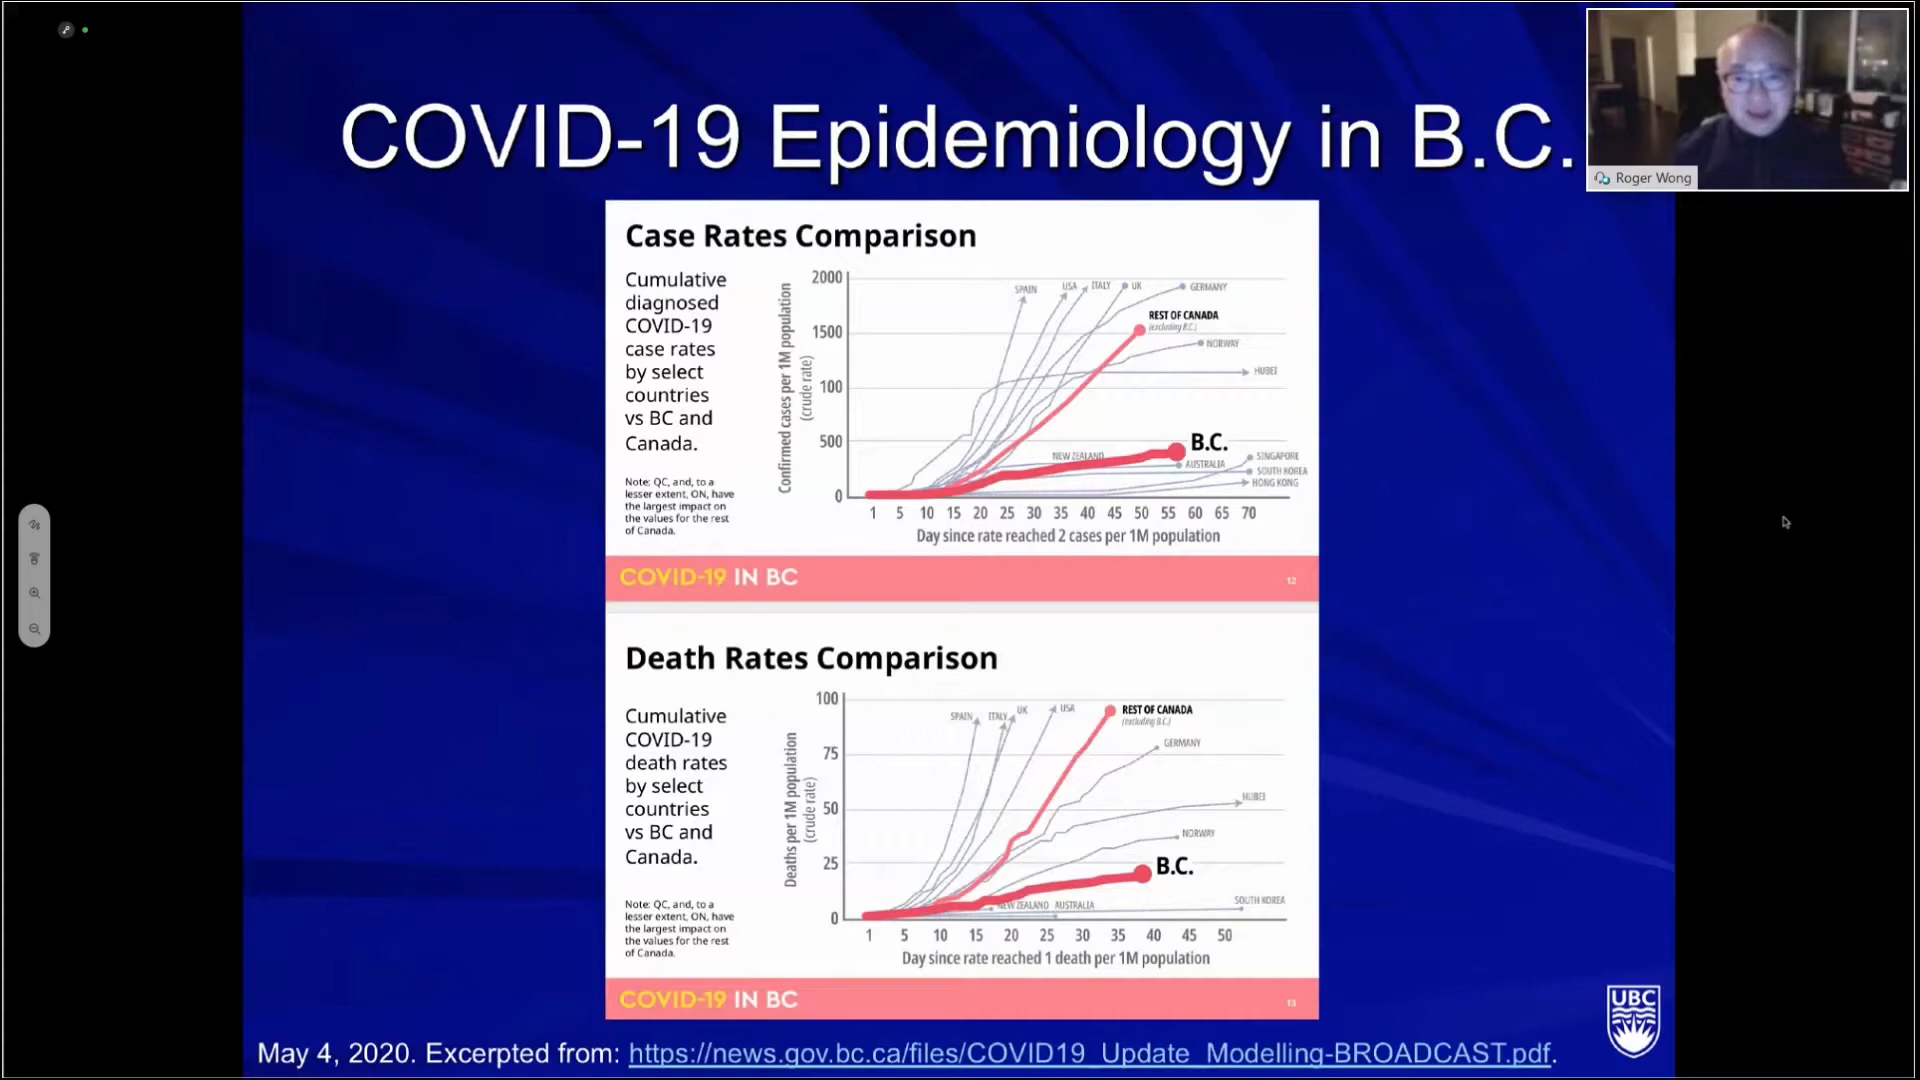 COVID-19 Epidemiology in B.C.
Roger Wong
Case Rates Comparison
Cumulative
diagnosed
COVID-19
case rates
by select
countries
vs BC and
Canada.
Note: QC, and, to a
lesser extent, ON, have
the largest impact on
the values for the rest
of Canada.
Confirmed cases per 1M population
(crude rate)
2000
1500
100
500
0
SPAIN
USA
ITALY
UK
GERMANY
REST OF CANADA
(excluding B.C.)
NORWAY
HUBEI
B.C.
NEW ZEALAND
AUSTRALIA
SINGAPORE
SOUTH KOREA
HONG KONG
1 5 10 15 20 25 30 35 40 45 50 55 60 65 70
Day since rate reached 2 cases per 1M population
COVID-19 IN BC
12
Death Rates Comparison
Cumulative
COVID-19
death rates
by select
countries
vs BC and
Canada.
Note: QC, and, to a
lesser extent, ON, have
the largest impact on
the values for the rest
of Canada.
Deaths per 1M population
(crude rate)
100
75
50
25
0
SPAIN
ITALY
UK
USA
REST OF CANADA
(excluding B.C.)
GERMANY
HUBEI
NORWAY
B.C.
NEW ZEALAND
AUSTRALIA
SOUTH KOREA
1 5 10 15 20 25 30 35 40 45 50
Day since rate reached 1 death per 1M population
COVID-19 IN BC
13
UBC
May 4, 2020. Excerpted from: https://news.gov.bc.ca/files/COVID19_Update_Modelling-BROADCAST.pdf.